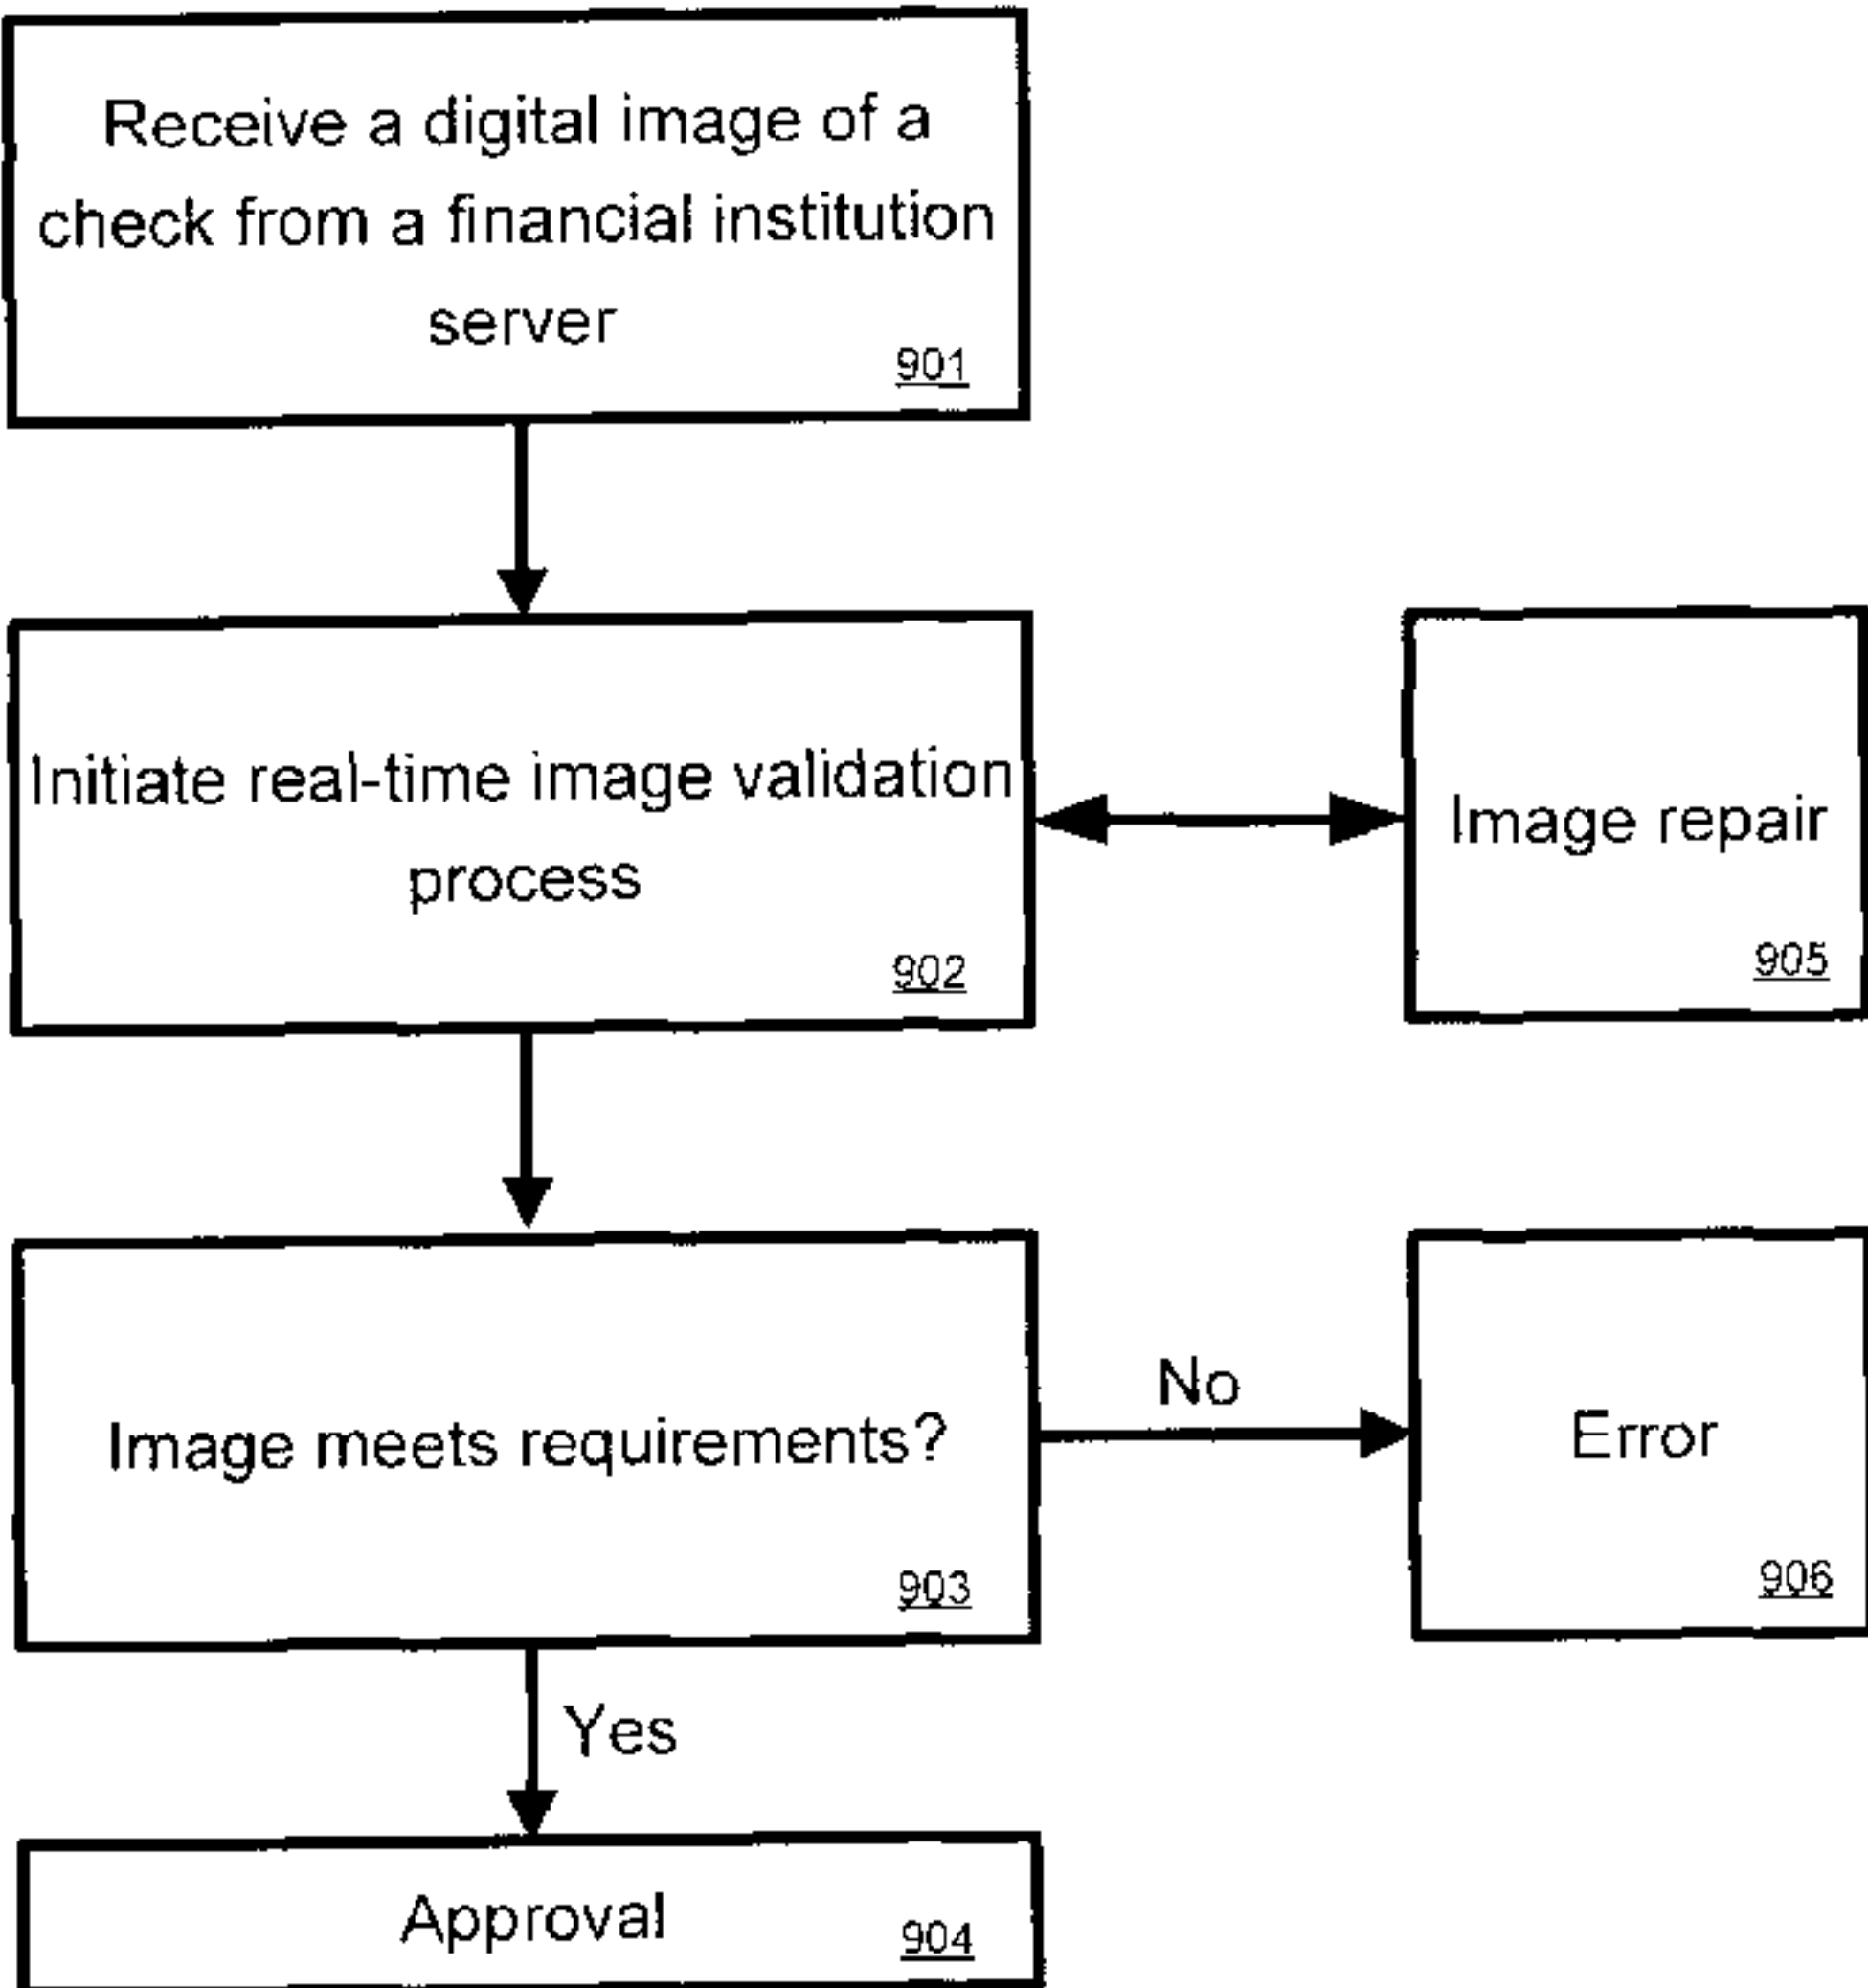 Receive a digital image of a
check from a financial institution
server
901
Initiate real-time image validation
process
902
Image repair
905
Image meets requirements?
903
No
Error
906
Yes
Approval
904